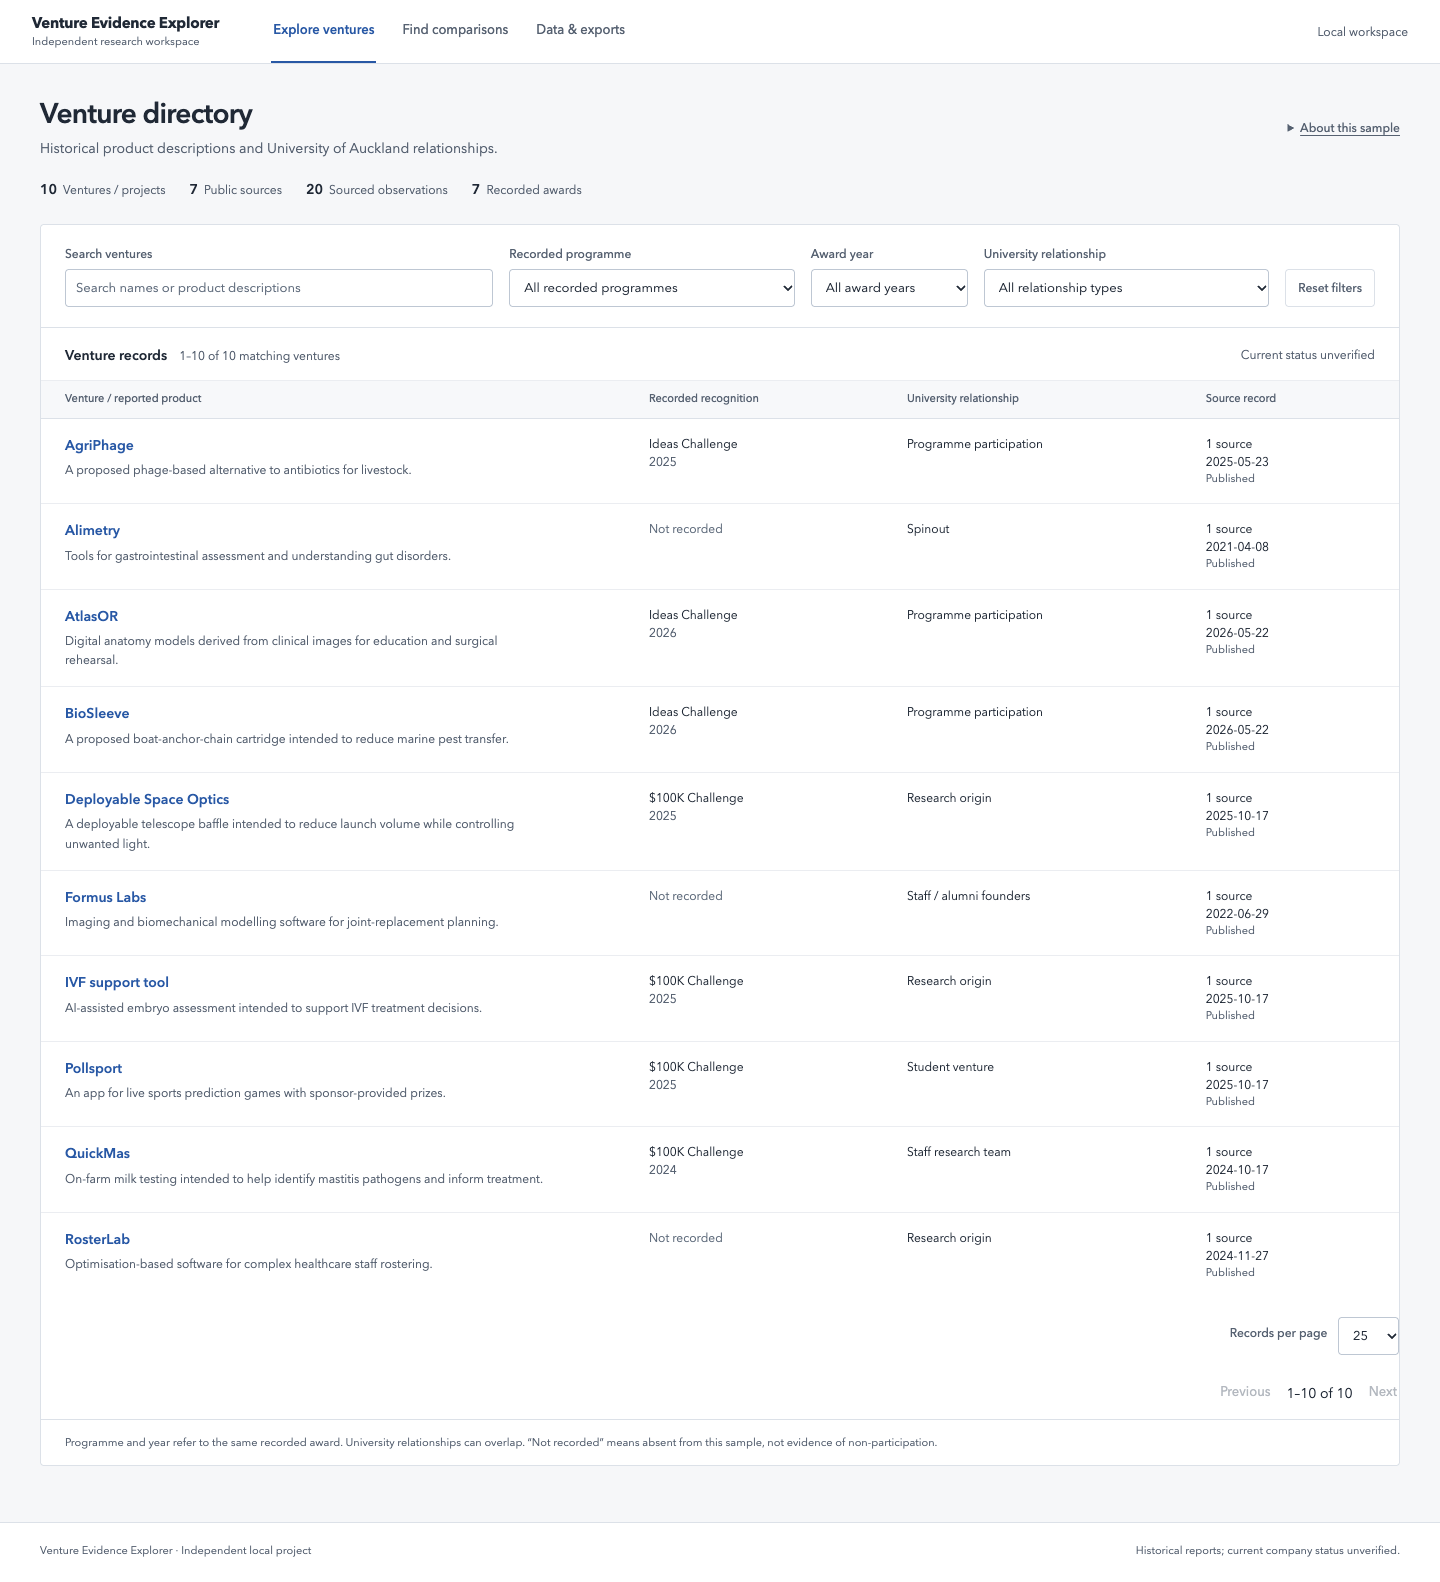 Venture Evidence Explorer
Independent research workspace
Explore ventures
Find comparisons
Data & exports
Local workspace
Venture directory
Historical product descriptions and University of Auckland relationships.
About this sample
10 Ventures / projects
7 Public sources
20 Sourced observations
7 Recorded awards
Search ventures
Recorded programme
Award year
University relationship
Search names or product descriptions
All recorded programmes
All award years
All relationship types
Reset filters
Venture records
1–10 of 10 matching ventures
Current status unverified
Venture / reported product
Recorded recognition
University relationship
Source record
AgriPhage
A proposed phage-based alternative to antibiotics for livestock.
Ideas Challenge
2025
Programme participation
1 source
2025-05-23
Published
Alimetry
Tools for gastrointestinal assessment and understanding gut disorders.
Not recorded
Spinout
1 source
2021-04-08
Published
AtlasOR
Digital anatomy models derived from clinical images for education and surgical
rehearsal.
Ideas Challenge
2026
Programme participation
1 source
2026-05-22
Published
BioSleeve
A proposed boat-anchor-chain cartridge intended to reduce marine pest transfer.
Ideas Challenge
2026
Programme participation
1 source
2026-05-22
Published
Deployable Space Optics
A deployable telescope baffle intended to reduce launch volume while controlling
unwanted light.
$100K Challenge
2025
Research origin
1 source
2025-10-17
Published
Formus Labs
Imaging and biomechanical modelling software for joint-replacement planning.
Not recorded
Staff / alumni founders
1 source
2022-06-29
Published
IVF support tool
AI-assisted embryo assessment intended to support IVF treatment decisions.
$100K Challenge
2025
Research origin
1 source
2025-10-17
Published
Pollsport
An app for live sports prediction games with sponsor-provided prizes.
$100K Challenge
2025
Student venture
1 source
2025-10-17
Published
QuickMas
On-farm milk testing intended to help identify mastitis pathogens and inform treatment.
$100K Challenge
2024
Staff research team
1 source
2024-10-17
Published
RosterLab
Optimisation-based software for complex healthcare staff rostering.
Not recorded
Research origin
1 source
2024-11-27
Published
Records per page
25
Previous
1–10 of 10
Next
Programme and year refer to the same recorded award. University relationships can overlap. “Not recorded” means absent from this sample, not evidence of non-participation.
Venture Evidence Explorer · Independent local project
Historical reports; current company status unverified.